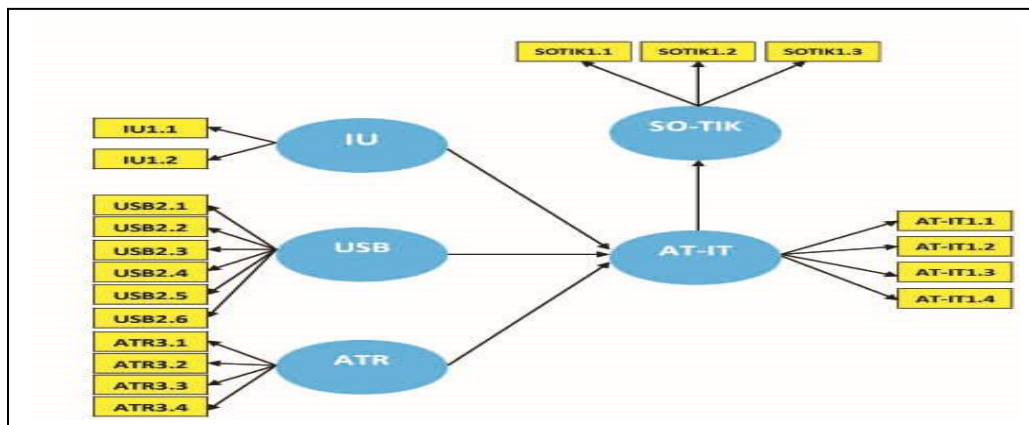 SOTIK1.1
SOTIK1.2
SOTIK1.3
SO-TIK
IU1.1
IU1.2
IU
USB2.1
USB2.2
USB2.3
USB2.4
USB2.5
USB2.6
USB
AT-IT
AT-IT1.1
AT-IT1.2
AT-IT1.3
AT-IT1.4
ATR3.1
ATR3.2
ATR3.3
ATR3.4
ATR